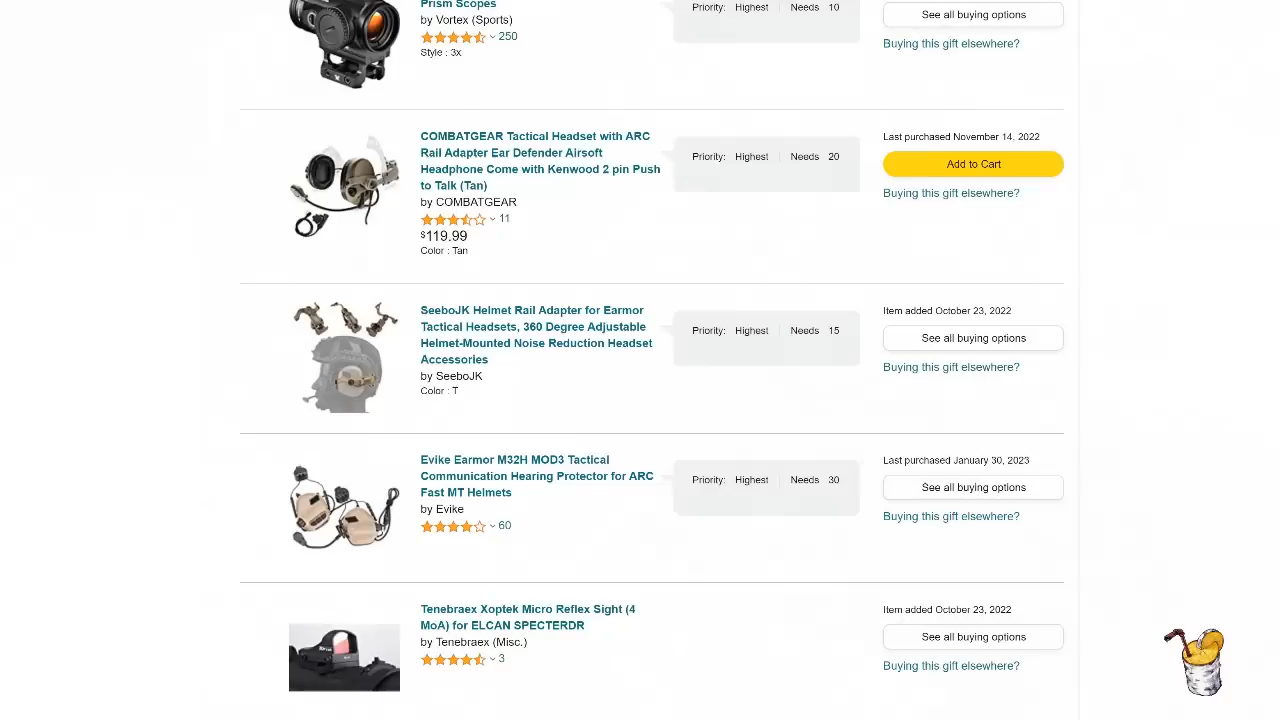 Prism Scopes
by Vortex (Sports)
250
Style : 3x
Priority: Highest Needs 10
See all buying options
Buying this gift elsewhere?
COMBATGEAR Tactical Headset with ARC
Rail Adapter Ear Defender Airsoft
Headphone Come with Kenwood 2 pin Push
to Talk (Tan)
by COMBATGEAR
11
$119.99
Color : Tan
Priority: Highest Needs 20
Last purchased November 14, 2022
Add to Cart
Buying this gift elsewhere?
SeeboJK Helmet Rail Adapter for Earmor
Tactical Headsets, 360 Degree Adjustable
Helmet-Mounted Noise Reduction Headset
Accessories
by SeeboJK
Color : T
Priority: Highest Needs 15
Item added October 23, 2022
See all buying options
Buying this gift elsewhere?
Evike Earmor M32H MOD3 Tactical
Communication Hearing Protector for ARC
Fast MT Helmets
by Evike
60
Priority: Highest Needs 30
Last purchased January 30, 2023
See all buying options
Buying this gift elsewhere?
Tenebraex Xoptek Micro Reflex Sight (4
MoA) for ELCAN SPECTERDR
by Tenebraex (Misc.)
3
Item added October 23, 2022
See all buying options
Buying this gift elsewhere?